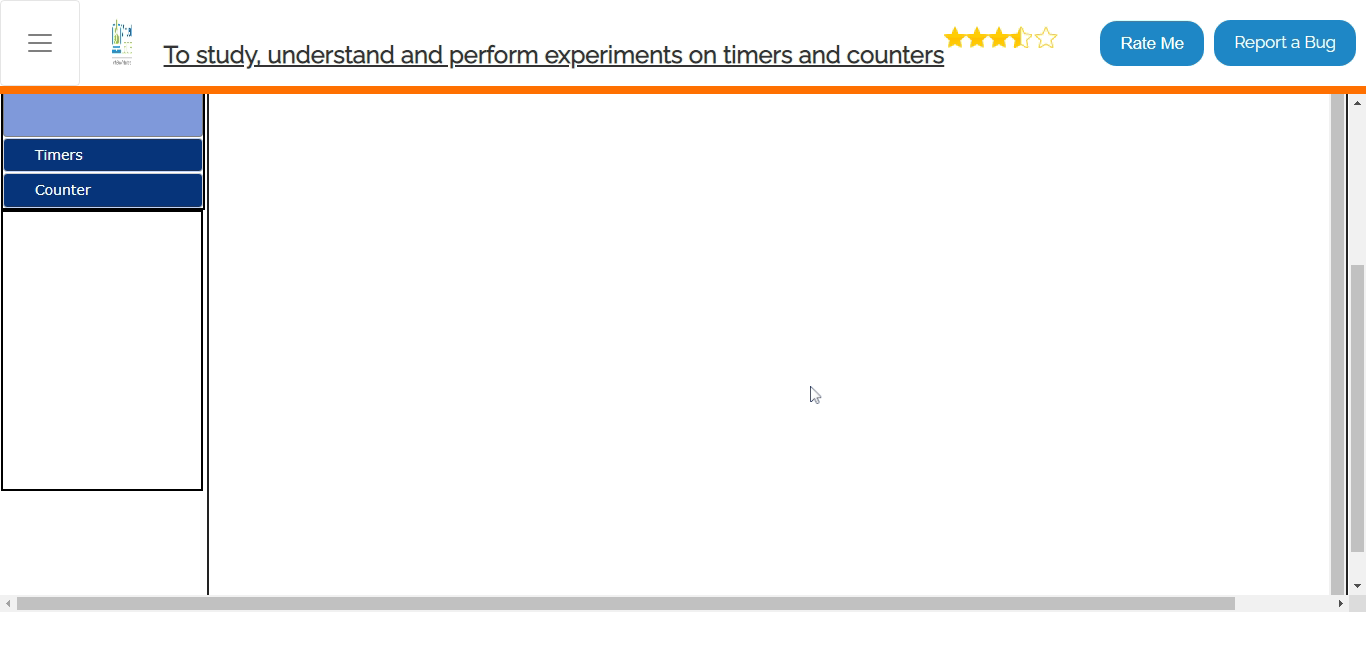 To study, understand and perform experiments on timers and counters
Rate Me
Report a Bug
Timers
Counter